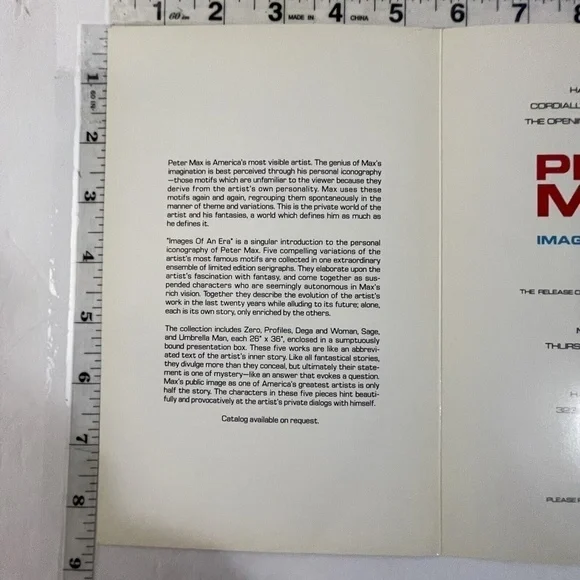 1 60 in. 2 3 MADE IN 4 CHINA 5 6 7
1 60 IN. 2 3 4 5 6 7 8 9
Peter Max is America's most visible artist. The genius of Max's
imagination is best perceived through his personal iconography
—those motifs which are unfamiliar to the viewer because they
derive from the artist's own personality. Max uses these
motifs again and again, regrouping them spontaneously in the
manner of theme and variations. This is the private world of the
artist and his fantasies, a world which defines him as much as
he defines it.
"Images Of An Era" is a singular introduction to the personal
iconography of Peter Max. Five compelling variations of the
artist's most famous motifs are collected in one extraordinary
ensemble of limited edition serigraphs. They elaborate upon the
artist's fascination with fantasy, and come together as sus-
pended characters who are seemingly autonomous in Max's
rich vision. Together they describe the evolution of the artist's
work in the last twenty years while alluding to its future; alone,
each is its own story, only enriched by the others.
The collection includes Zero, Profiles, Dega and Woman, Sage,
and Umbrella Man, each 26" x 36", enclosed in a sumptuously
bound presentation box. These five works are like an abbrevi-
ated text of the artist's inner story. Like all fantastical stories,
they divulge more than they conceal, but ultimately their state-
ment is one of mystery—like an answer that evokes a question.
Max's public image as one of America's greatest artists is only
half the story. The characters in these five pieces hint beauti-
fully and provocatively at the artist's private dialogs with himself.
Catalog available on request.
THE OPENIN
M
IMAG
THE RELEASE O
THURS
PLEASE